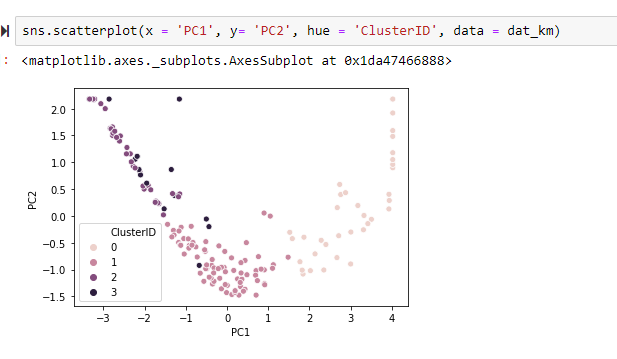 sns.scatterplot(x = 'PC1', y= 'PC2', hue = 'ClusterID', data = dat_km)
: <matplotlib.axes._subplots.AxesSubplot at 0x1da47466888>
2.0
1.5
1.0
0.5
0.0
−0.5
−1.0
−1.5
PC2
ClusterID
0
1
2
3
−3 −2 −1 0 1 2 3 4
PC1